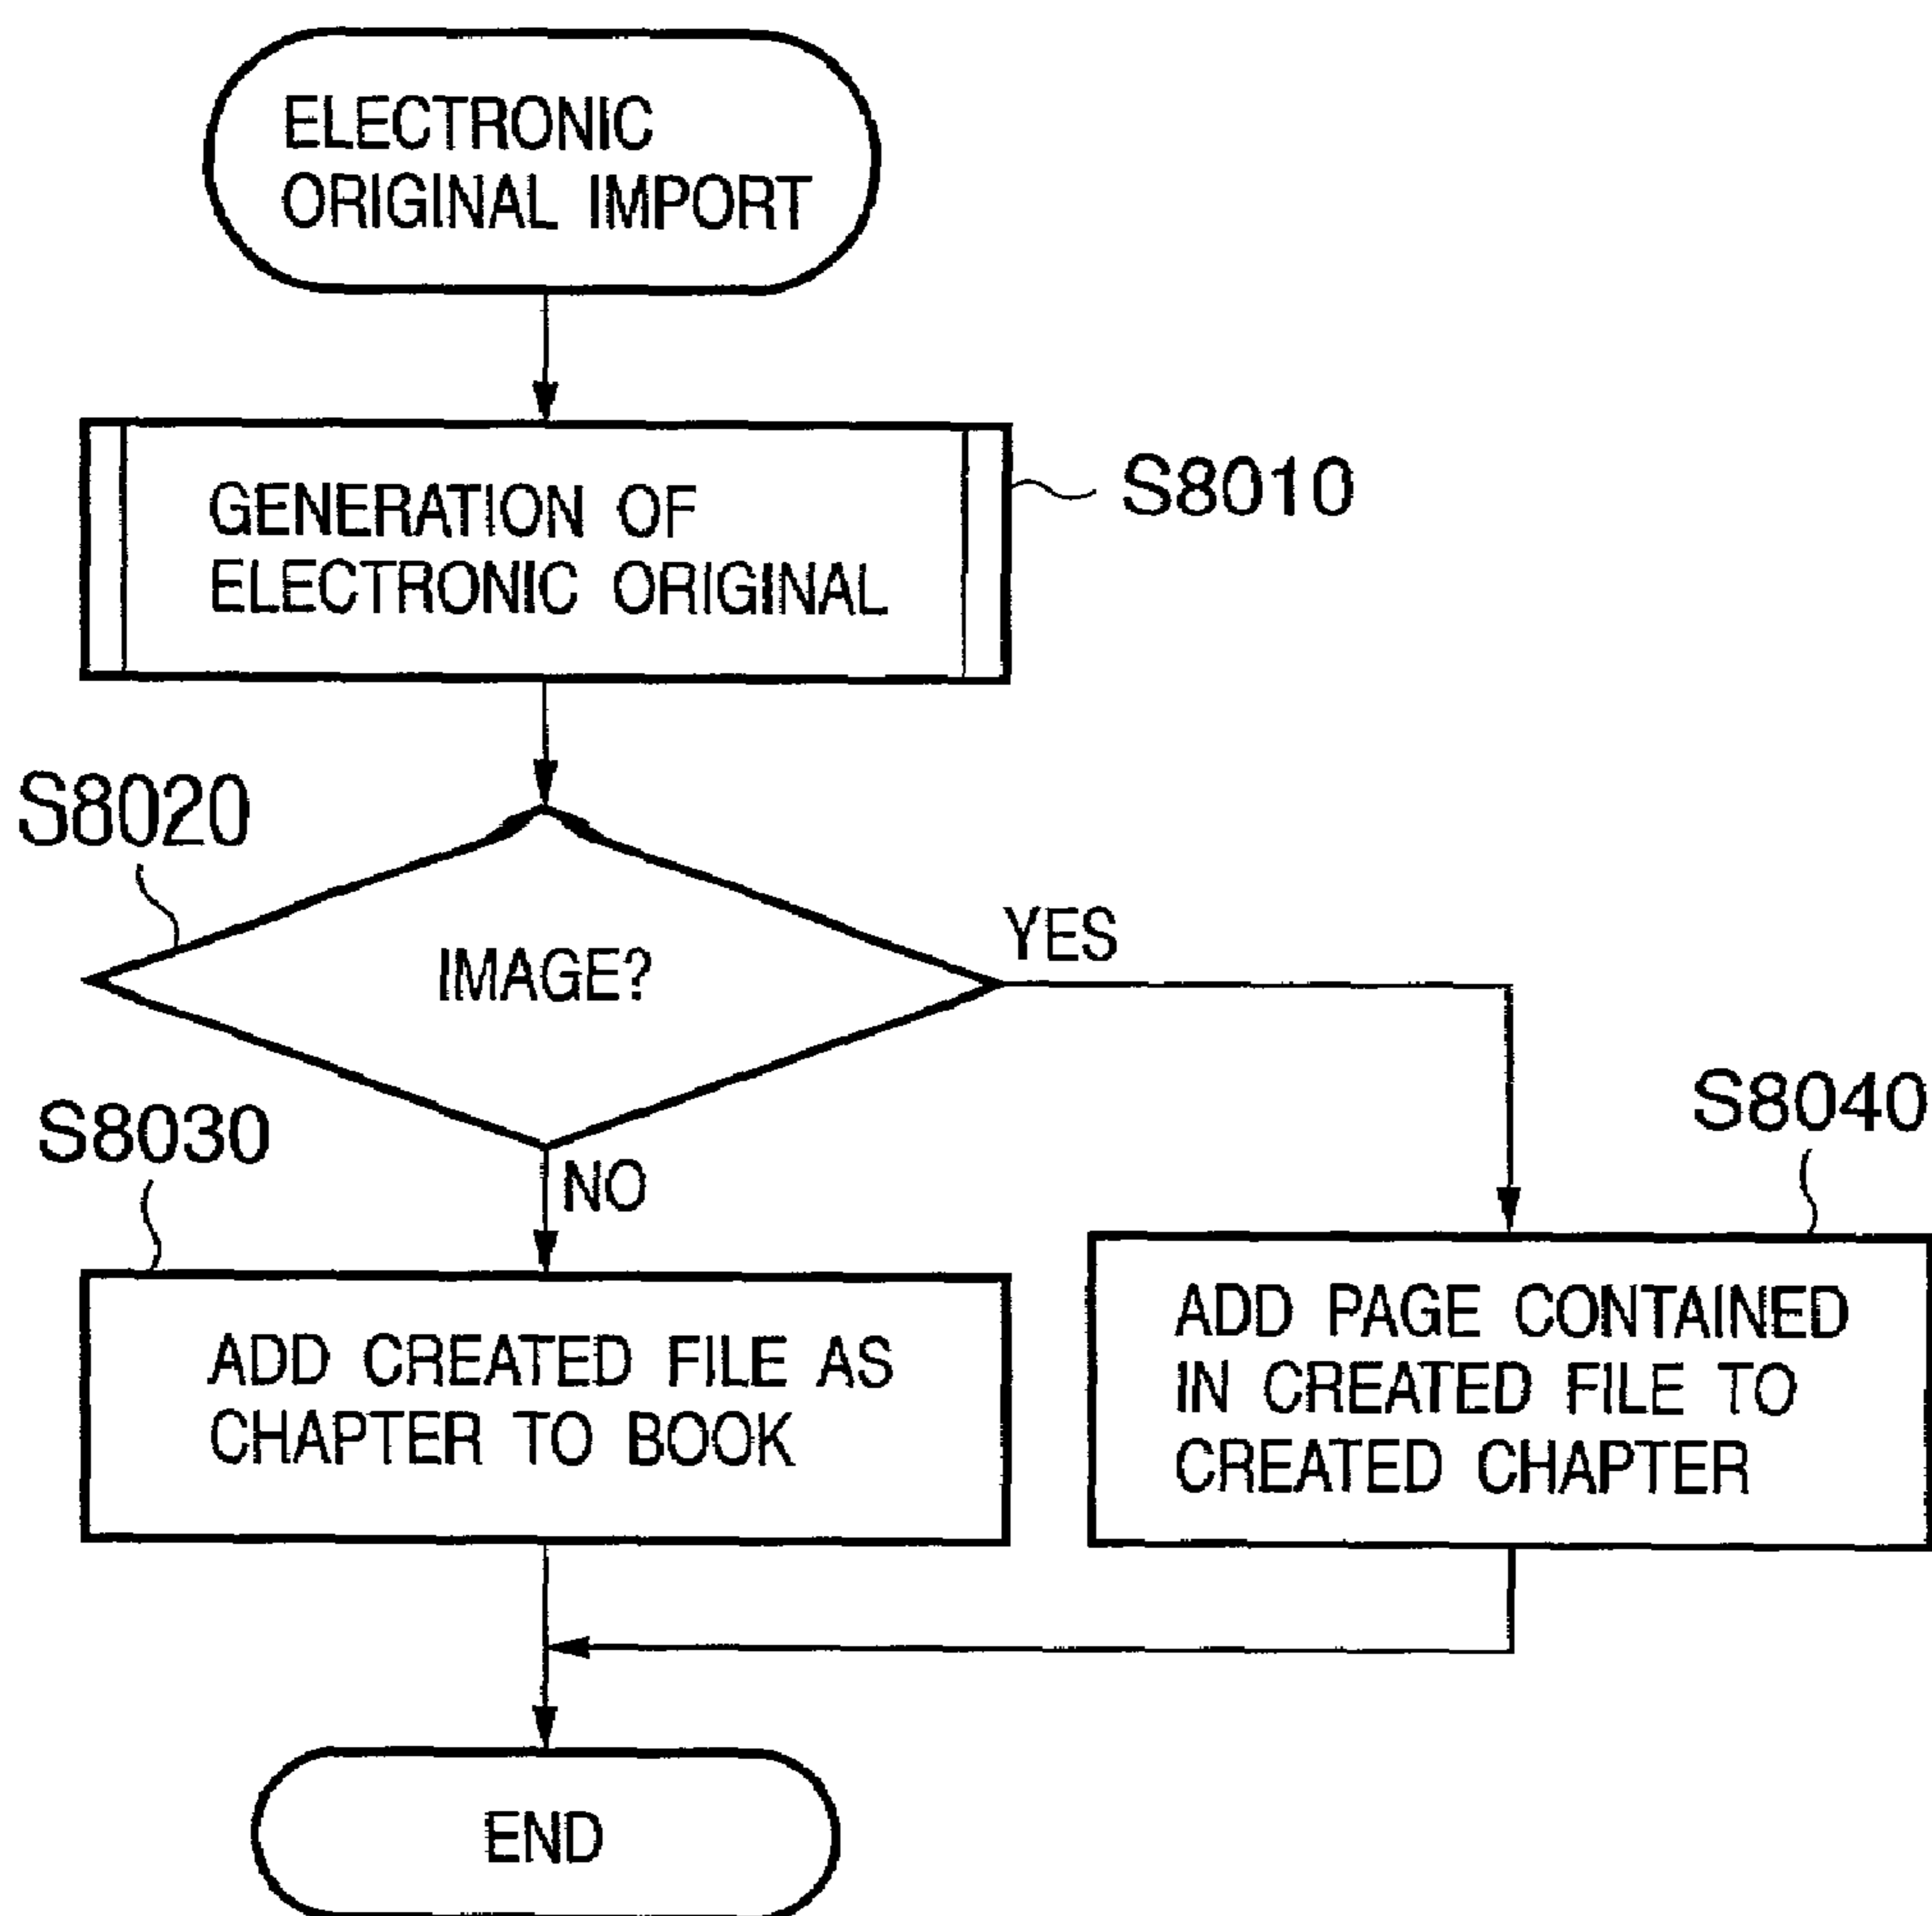 ELECTRONIC
ORIGINAL IMPORT
GENERATION OF
ELECTRONIC ORIGINAL
S8010
S8020
IMAGE?
YES
NO
S8030
ADD CREATED FILE AS
CHAPTER TO BOOK
S8040
ADD PAGE CONTAINED
IN CREATED FILE TO
CREATED CHAPTER
END